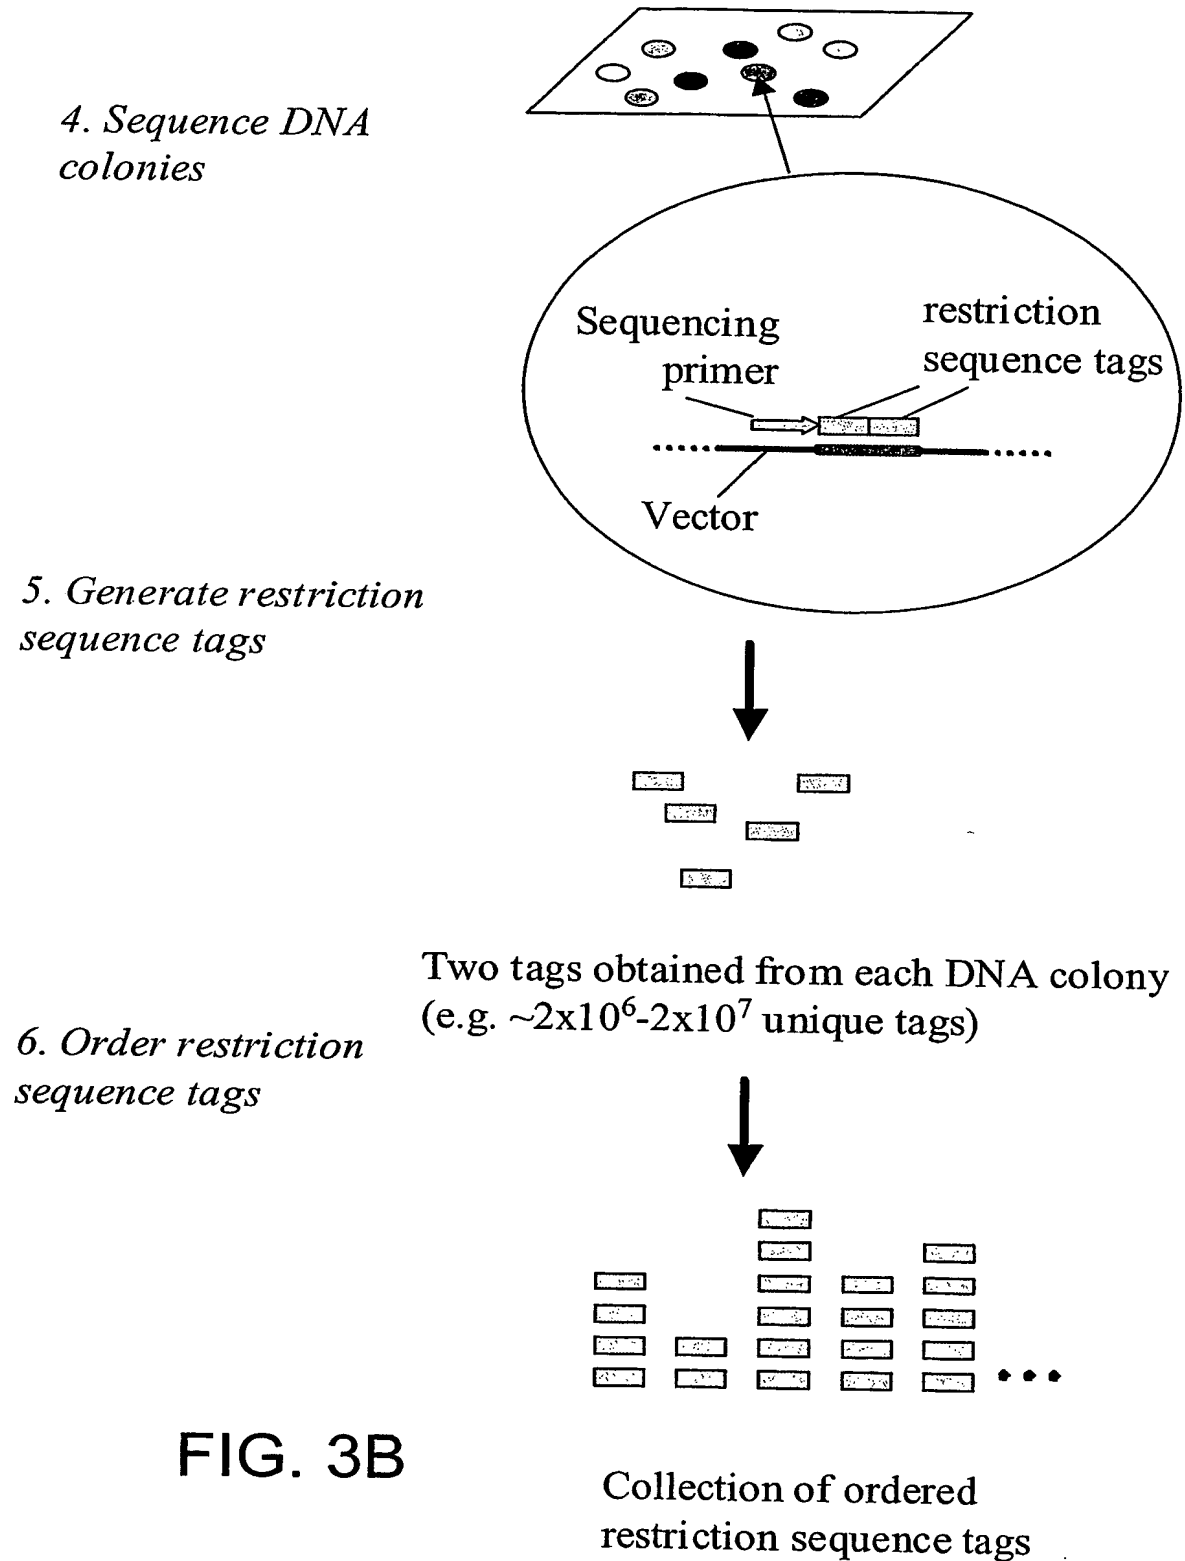 4. Sequence DNA
colonies
Sequencing
primer
restriction
sequence tags
Vector
5. Generate restriction
sequence tags
Two tags obtained from each DNA colony
(e.g. ~2x10⁶-2x10⁷ unique tags)
6. Order restriction
sequence tags
FIG. 3B
Collection of ordered
restriction sequence tags